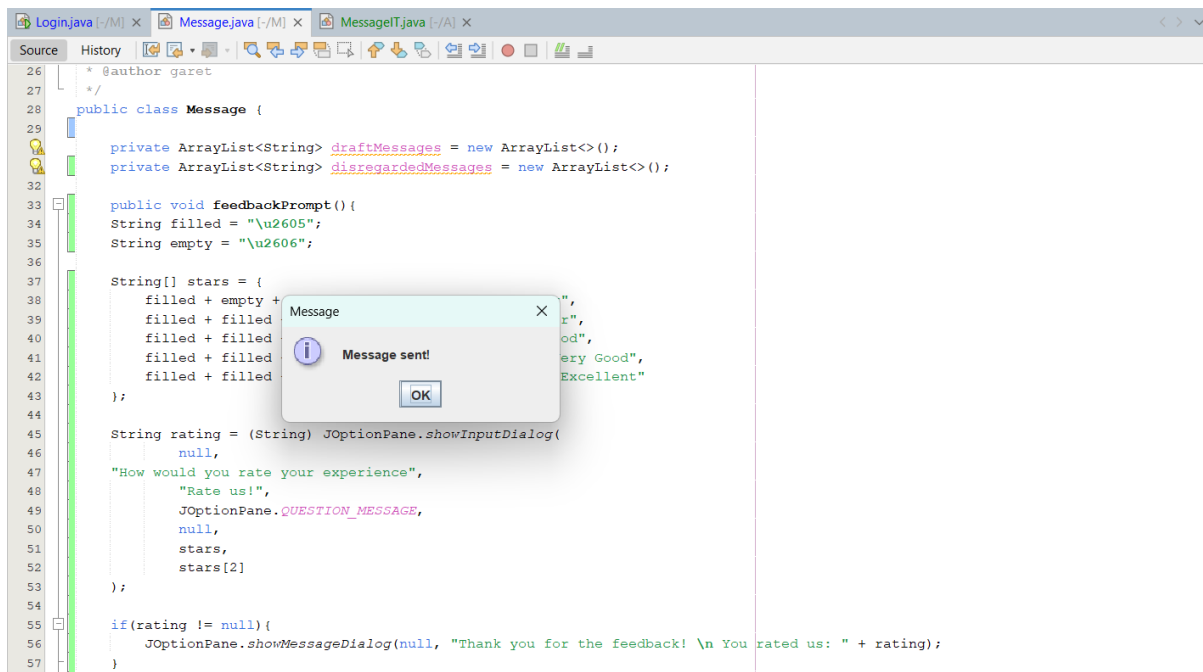 Login.java [-/M] × Message.java [-/M] × MessageIT.java [-/A] ×
Source History
26 * @author garet
27 */
28 public class Message {
29
private ArrayList<String> draftMessages = new ArrayList<>();
private ArrayList<String> disregardedMessages = new ArrayList<>();
32
33 public void feedbackPrompt(){
34 String filled = "\u2605";
35 String empty = "\u2606";
36
37 String[] stars = {
38 filled + empty + ",
39 filled + filled r",
40 filled + filled od",
41 filled + filled ery Good",
42 filled + filled Excellent"
43 };
44
45 String rating = (String) JOptionPane.showInputDialog(
46 null,
47 "How would you rate your experience",
48 "Rate us!",
49 JOptionPane.QUESTION_MESSAGE,
50 null,
51 stars,
52 stars[2]
53 );
54
55 if(rating != null){
56 JOptionPane.showMessageDialog(null, "Thank you for the feedback! \n You rated us: " + rating);
57 }
Message ×
Message sent!
OK